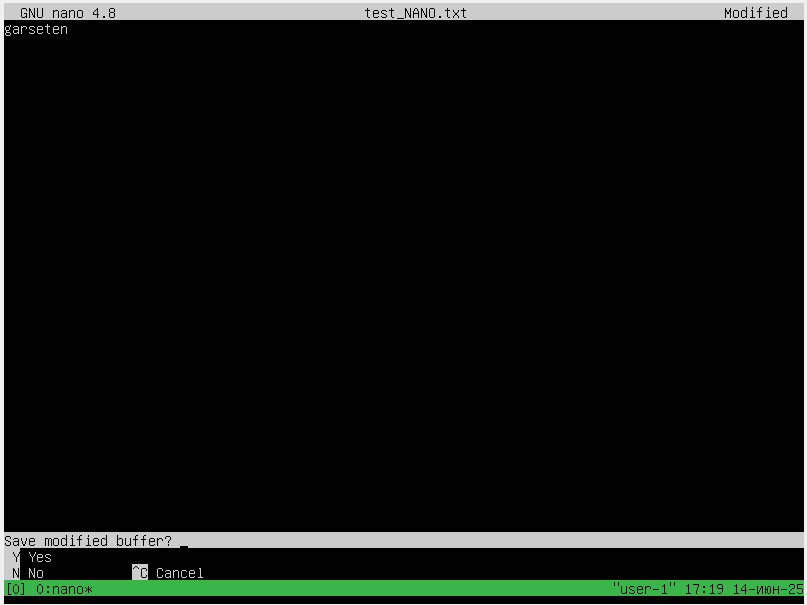 GNU nano 4.8 test_NANO.txt Modified
garseten
Save modified buffer?
Y Yes
N No ^C Cancel
[0] 0:nano* "user-1" 17:19 14-июн-25